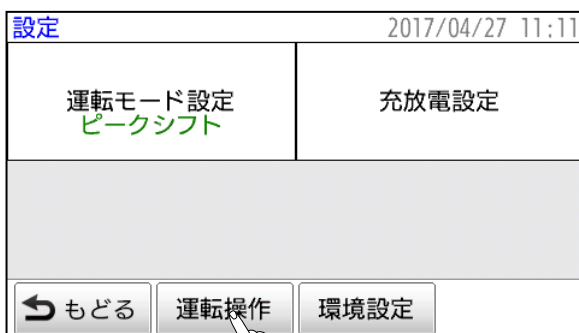 設定 2017/04/27 11:11
運転モード設定
ピークシフト
充放電設定
もどる 運転操作 環境設定